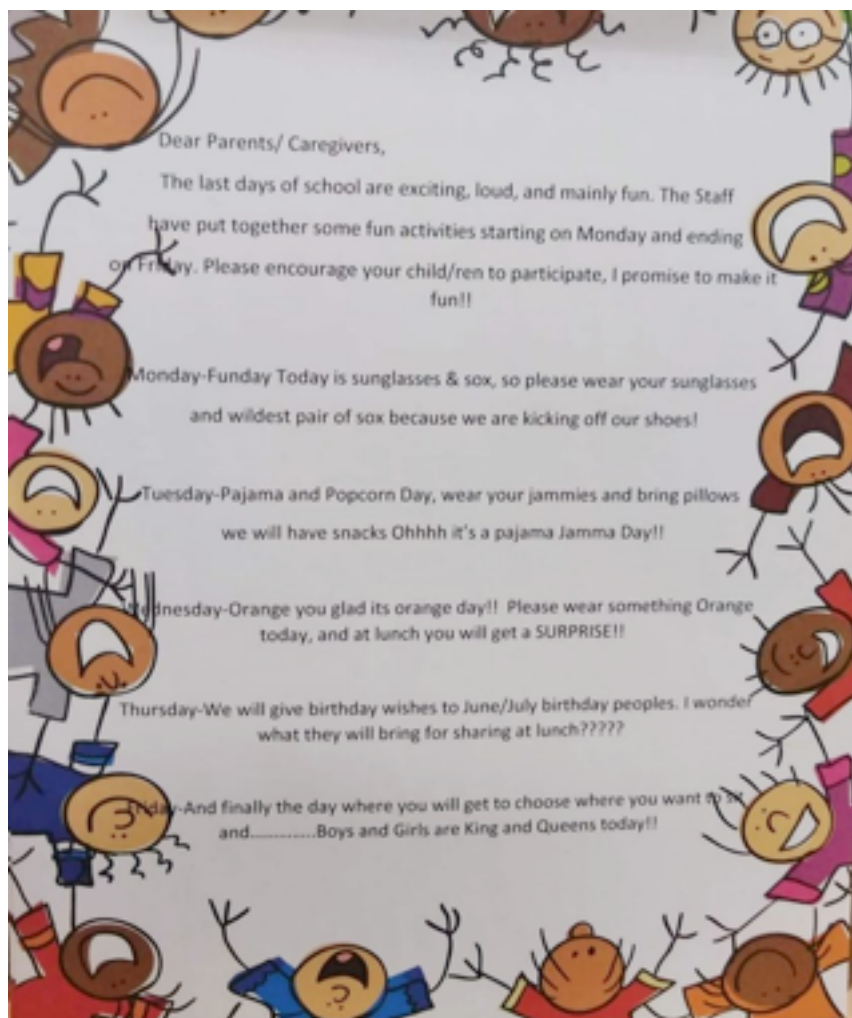 Dear Parents/ Caregivers,
The last days of school are exciting, loud, and mainly fun. The Staff
have put together some fun activities starting on Monday and ending
on Friday. Please encourage your child/ren to participate, I promise to make it
fun!!
Monday-Funday Today is sunglasses & sox, so please wear your sunglasses
and wildest pair of sox because we are kicking off our shoes!
Tuesday-Pajama and Popcorn Day, wear your jammies and bring pillows
we will have snacks Ohhhh it's a pajama Jamma Day!!
Wednesday-Orange you glad its orange day!! Please wear something Orange
today, and at lunch you will get a SURPRISE!!
Thursday-We will give birthday wishes to June/July birthday peoples. I wonder
what they will bring for sharing at lunch?????
Friday-And finally the day where you will get to choose where you want to sit
and............Boys and Girls are King and Queens today!!